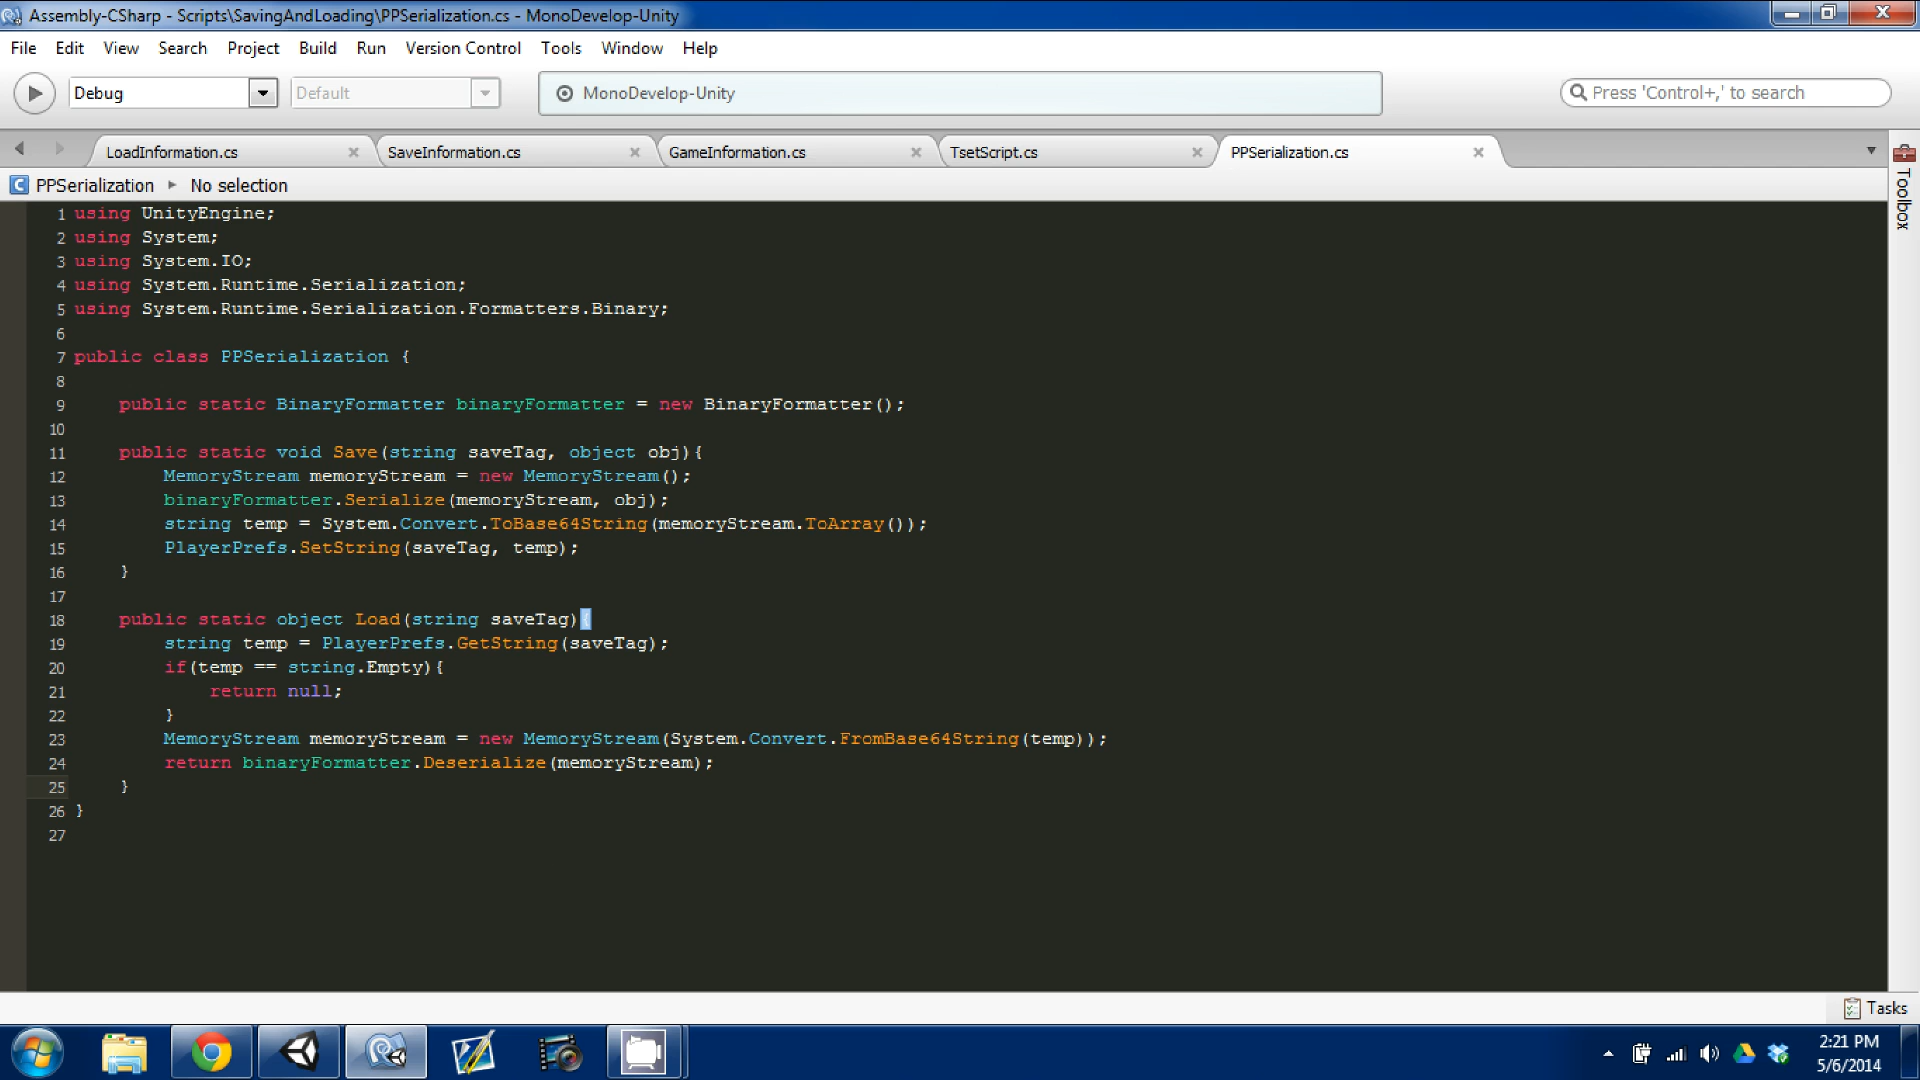 Assembly-CSharp - Scripts\SavingAndLoading\PPSerialization.cs - MonoDevelop-Unity
File Edit View Search Project Build Run Version Control Tools Window Help
Debug Default MonoDevelop-Unity Press 'Control+,' to search
LoadInformation.cs SaveInformation.cs GameInformation.cs TsetScript.cs PPSerialization.cs
Toolbox
C PPSerialization No selection
1 using UnityEngine;
2 using System;
3 using System.IO;
4 using System.Runtime.Serialization;
5 using System.Runtime.Serialization.Formatters.Binary;
6
7 public class PPSerialization {
8
9 public static BinaryFormatter binaryFormatter = new BinaryFormatter();
10
11 public static void Save(string saveTag, object obj){
12 MemoryStream memoryStream = new MemoryStream();
13 binaryFormatter.Serialize(memoryStream, obj);
14 string temp = System.Convert.ToBase64String(memoryStream.ToArray());
15 PlayerPrefs.SetString(saveTag, temp);
16 }
17
18 public static object Load(string saveTag){
19 string temp = PlayerPrefs.GetString(saveTag);
20 if(temp == string.Empty){
21 return null;
22 }
23 MemoryStream memoryStream = new MemoryStream(System.Convert.FromBase64String(temp));
24 return binaryFormatter.Deserialize(memoryStream);
25 }
26 }
27
Tasks
2:21 PM
5/6/2014